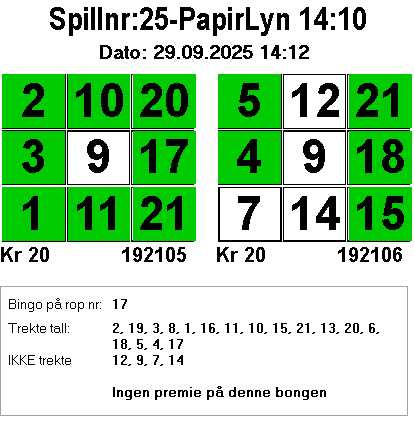 Spillnr:25-PapirLyn 14:10
Dato: 29.09.2025 14:12
2 10 20 5 12 21
3 9 17 4 9 18
1 11 21 7 14 15
Kr 20 192105 Kr 20 192106
Bingo på rop nr: 17
Trekte tall: 2, 19, 3, 8, 1, 16, 11, 10, 15, 21, 13, 20, 6,
18, 5, 4, 17
IKKE trekte 12, 9, 7, 14
Ingen premie på denne bongen